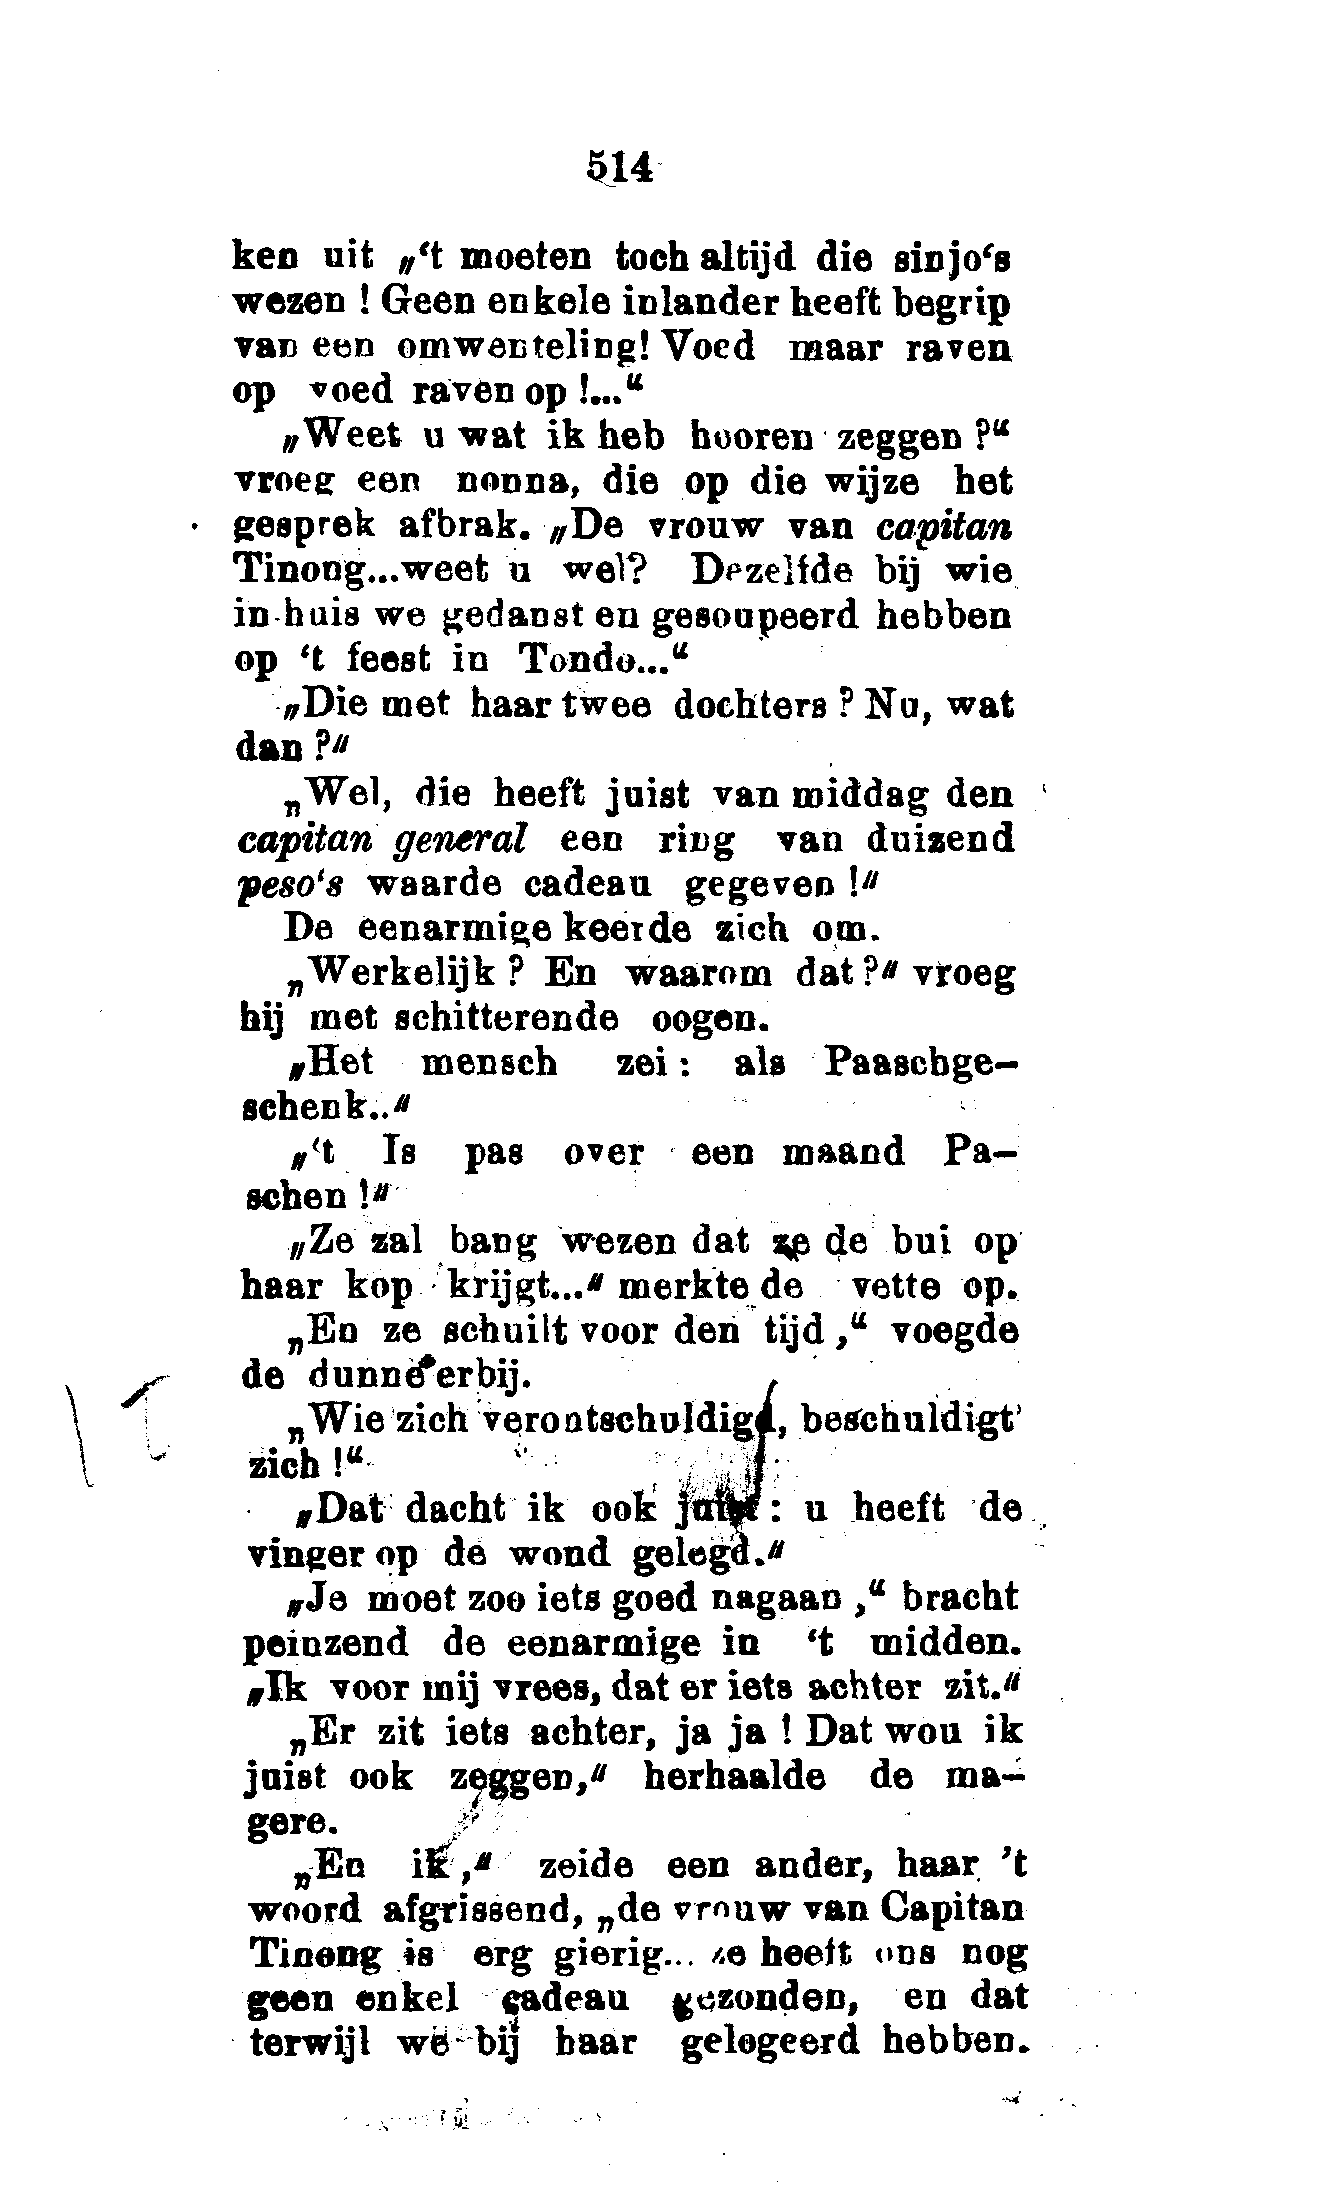 514
ken uit „‘t moeten toch altijd die sinjo‘s
wezen ! Geen enkele inlander heeft begrip
van een omwenteling! Voed maar raven
op voed raven op !...“
„Weet u wat ik heb hooren zeggen ?“
vroeg een nonna, die op die wijze het
gesprek afbrak. „De vrouw van capitan
Tinong...weet u wel? Dezelfde bij wie
in huis we gedanst en gesoupeerd hebben
op ‘t feest in Tondo...“
„Die met haar twee dochters ? Nu, wat
dan ?“
„Wel, die heeft juist van middag den
capitan general een ring van duizend
peso‘s waarde cadeau gegeven !“
De eenarmige keerde zich om.
„Werkelijk ? En waarom dat ?“ vroeg
hij met schitterende oogen.
„Het mensch zei : als Paaschge-
schenk..“
„‘t Is pas over een maand Pa-
schen !“
„Ze zal bang wezen dat ze de bui op
haar kop krijgt...“ merkte de vette op.
„En ze schuilt voor den tijd ,“ voegde
de dunne erbij.
„Wie zich verontschuldigd, beschuldigt
zich !“
„Dat dacht ik ook juist : u heeft de
vinger op de wond gelegd.“
„Je moet zoo iets goed nagaan ,“ bracht
peinzend de eenarmige in ‘t midden.
„Ik voor mij vrees, dat er iets achter zit.“
„Er zit iets achter, ja ja ! Dat wou ik
juist ook zeggen,“ herhaalde de ma-
gere.
„En ik ,“ zeide een ander, haar ’t
woord afgrissend, „de vrouw van Capitan
Tinong is erg gierig... ze heeft ons nog
geen enkel cadeau gezonden, en dat
terwijl we bij haar gelogeerd hebben.